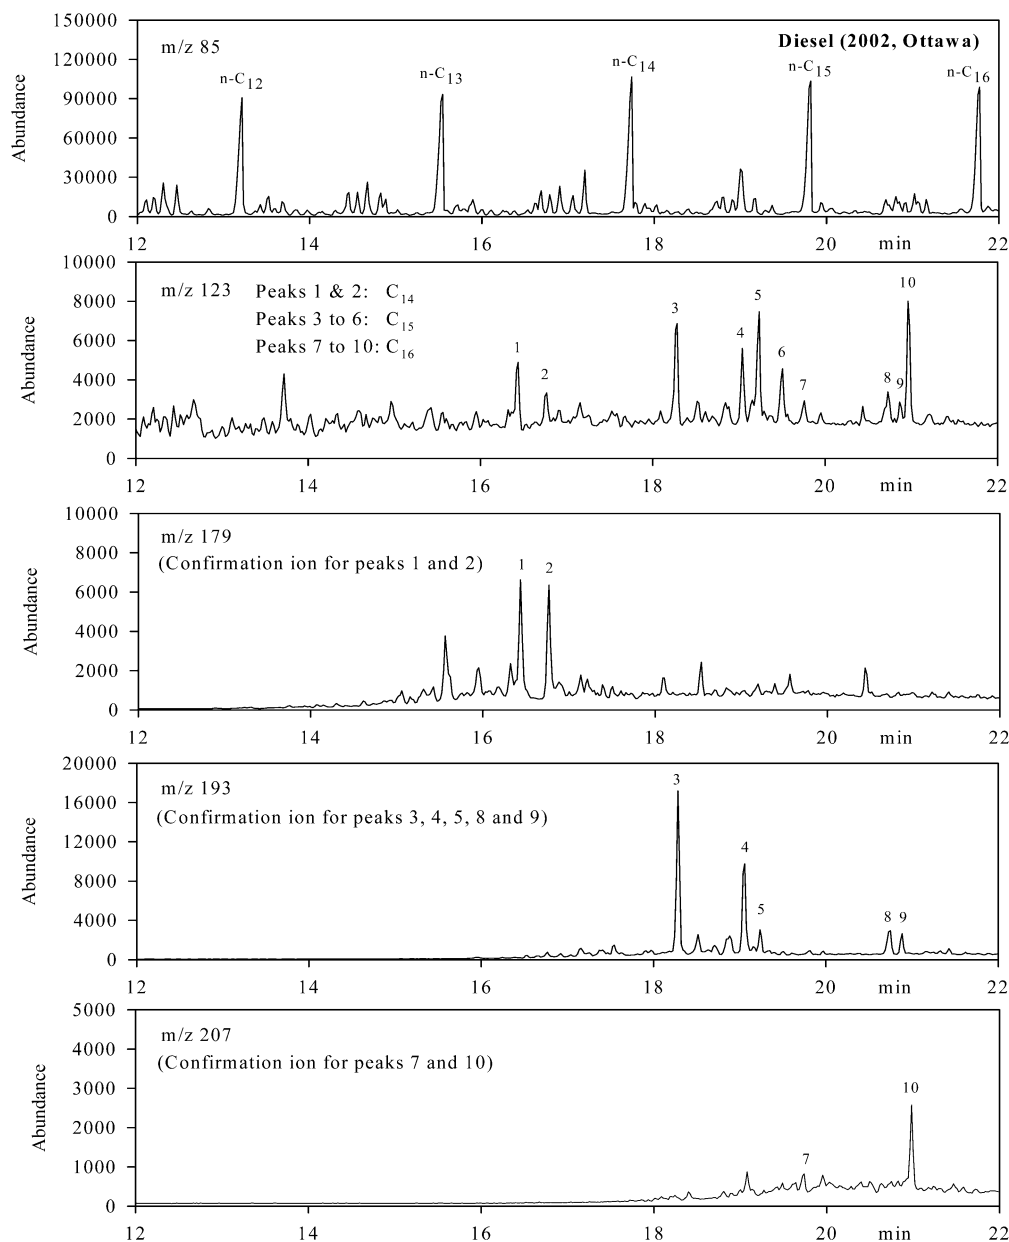 150000
m/z 85
Diesel (2002, Ottawa)
120000
n-C12
n-C13
n-C14
n-C15
n-C16
90000
Abundance
60000
30000
0
12 14 16 18 20 min 22
10000
m/z 123 Peaks 1 & 2: C14
Peaks 3 to 6: C15
Peaks 7 to 10: C16
8000
6000
4000
2000
0
Abundance
1 2 3 4 5 6 7 8 9 10
12 14 16 18 20 min 22
10000
m/z 179
(Confirmation ion for peaks 1 and 2)
8000
6000
4000
2000
0
Abundance
1 2
12 14 16 18 20 min 22
20000
m/z 193
(Confirmation ion for peaks 3, 4, 5, 8 and 9)
16000
12000
8000
4000
0
Abundance
3 4 5 8 9
12 14 16 18 20 min 22
5000
m/z 207
(Confirmation ion for peaks 7 and 10)
4000
3000
2000
1000
0
Abundance
7 10
12 14 16 18 20 min 22